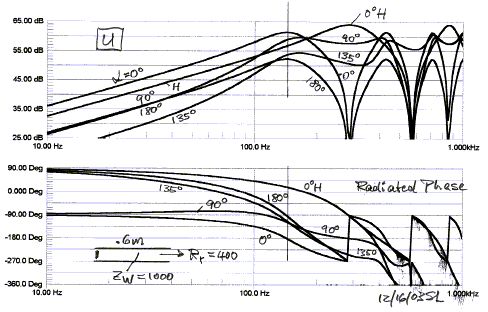 65.00 dB
55.00 dB
45.00 dB
35.00 dB
25.00 dB
U
0°H
90°
135°
0°
180°
H
90°
180°
135°
10.00 Hz
100.0 Hz
1.000kHz
90.00 Deg
0.000 Deg
-90.00 Deg
-180.0 Deg
-270.0 Deg
-360.0 Deg
0°H
Radiated Phase
135°
180°
90°
90°
0°
135°
.6m
Rr=400
Zw=1000
12/16/03SL
10.00 Hz
100.0 Hz
1.000kHz